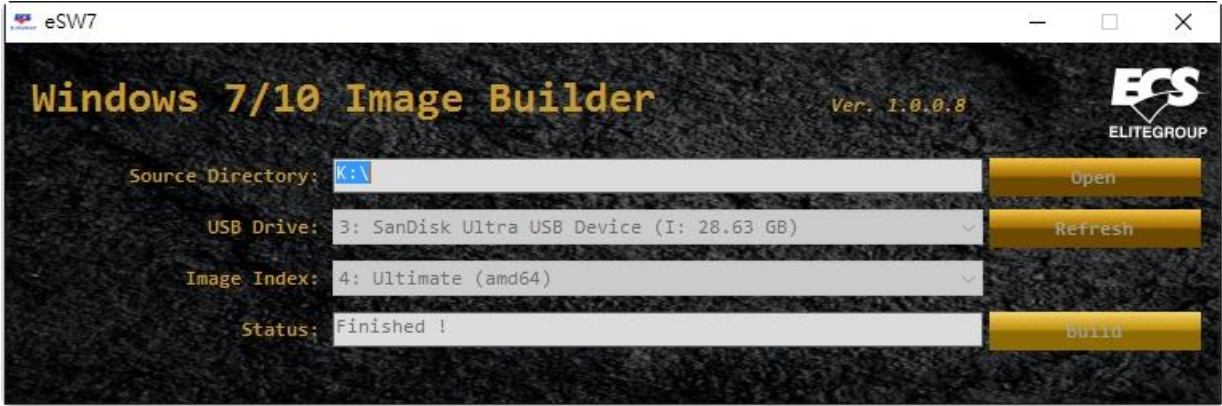 eSW7
Windows 7/10 Image Builder
Ver. 1.0.0.8
ECS
ELITEGROUP
Source Directory: K:\ Open
USB Drive: 3: SanDisk Ultra USB Device (I: 28.63 GB) Refresh
Image Index: 4: Ultimate (amd64)
Status: Finished ! Build